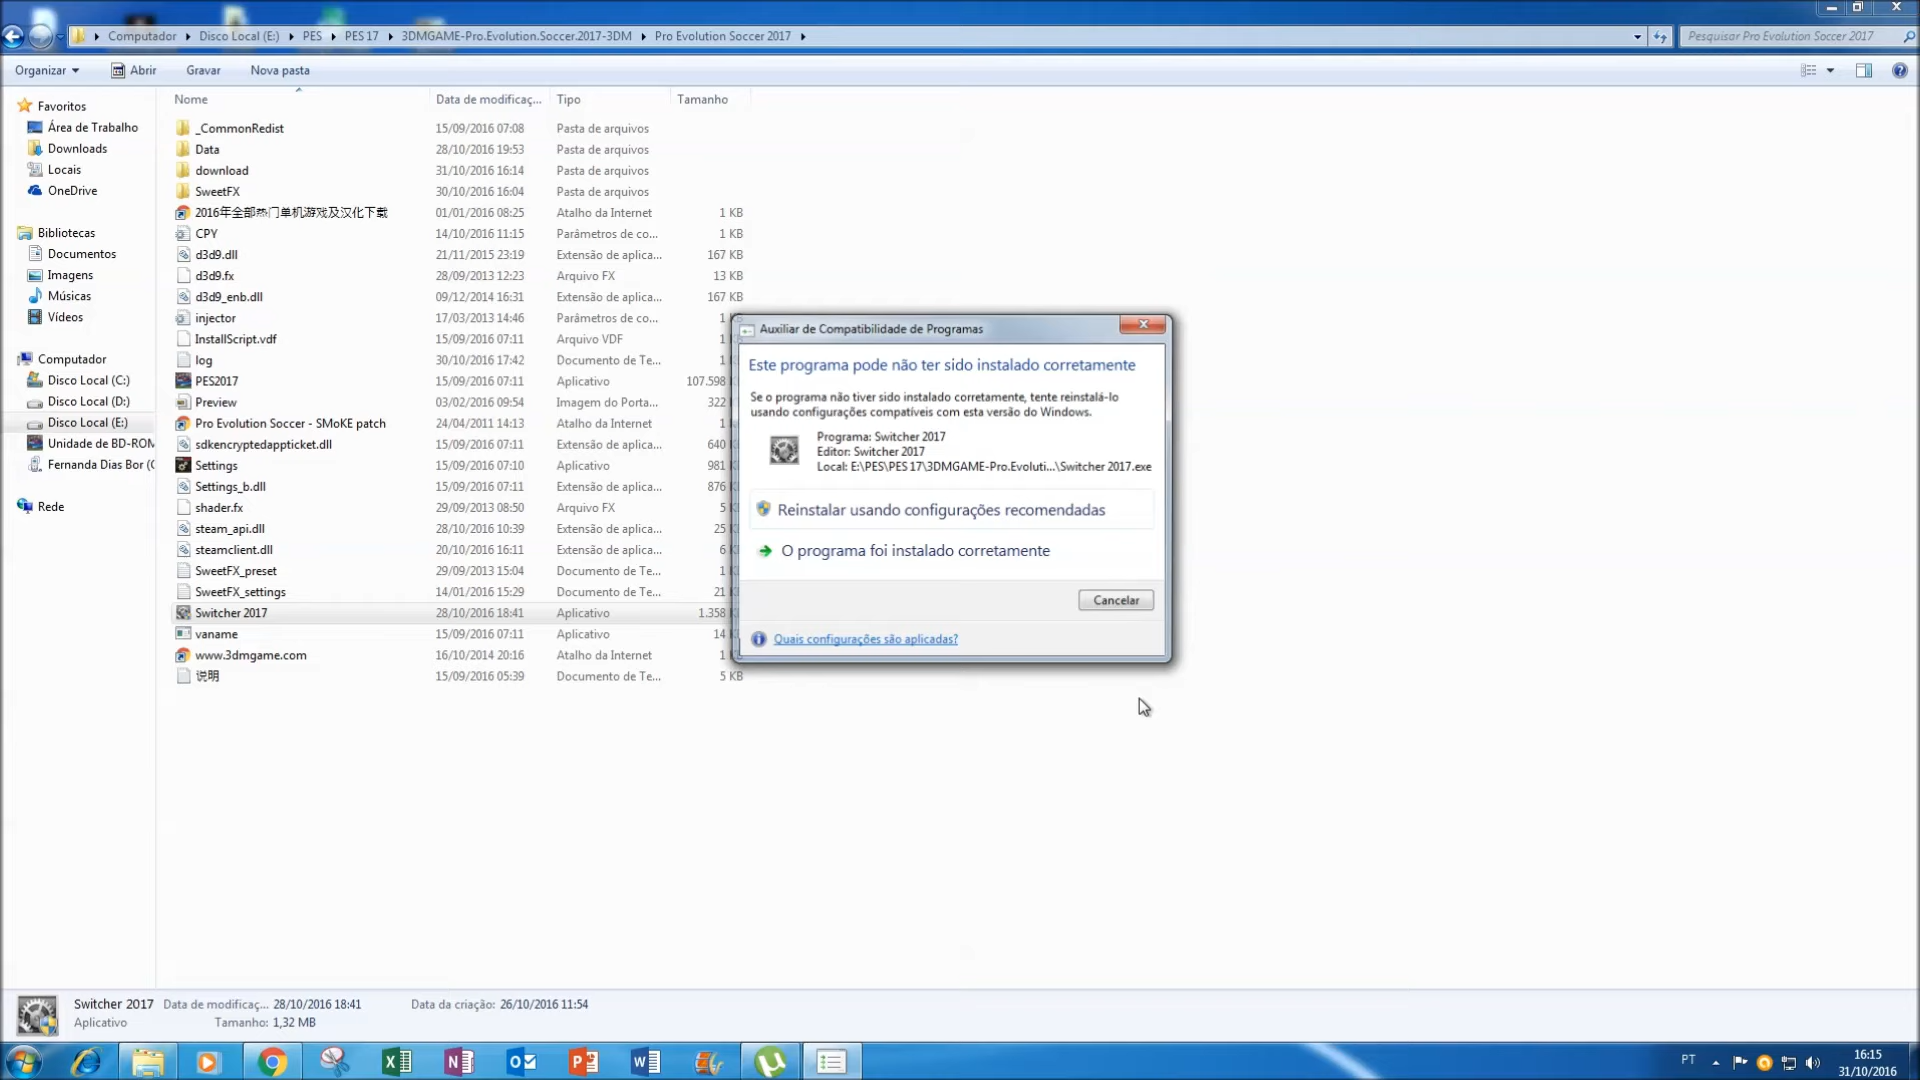 Computador Disco Local (E:) PES PES 17 3DMGAME-Pro.Evolution.Soccer.2017-3DM Pro Evolution Soccer 2017 Pesquisar Pro Evolution Soccer 2017
Organizar Abrir Gravar Nova pasta
Favoritos
Área de Trabalho
Downloads
Locais
OneDrive
Bibliotecas
Documentos
Imagens
Músicas
Vídeos
Computador
Disco Local (C:)
Disco Local (D:)
Disco Local (E:)
Unidade de BD-ROM
Fernanda Dias Bor (C
Rede
Nome Data de modificaç... Tipo Tamanho
_CommonRedist 15/09/2016 07:08 Pasta de arquivos
Data 28/10/2016 19:53 Pasta de arquivos
download 31/10/2016 16:14 Pasta de arquivos
SweetFX 30/10/2016 16:04 Pasta de arquivos
2016年全部热门单机游戏及汉化下载 01/01/2016 08:25 Atalho da Internet 1 KB
CPY 14/10/2016 11:15 Parâmetros de co... 1 KB
d3d9.dll 21/11/2015 23:19 Extensão de aplica... 167 KB
d3d9.fx 28/09/2013 12:23 Arquivo FX 13 KB
d3d9_enb.dll 09/12/2014 16:31 Extensão de aplica... 167 KB
injector 17/03/2013 14:46 Parâmetros de co... 1
InstallScript.vdf 15/09/2016 07:11 Arquivo VDF 1
log 30/10/2016 17:42 Documento de Te... 1
PES2017 15/09/2016 07:11 Aplicativo 107.598
Preview 03/02/2016 09:54 Imagem do Porta... 322
Pro Evolution Soccer - SMoKE patch 24/04/2011 14:13 Atalho da Internet 1
sdkencryptedappticket.dll 15/09/2016 07:11 Extensão de aplica... 640
Settings 15/09/2016 07:10 Aplicativo 981
Settings_b.dll 15/09/2016 07:11 Extensão de aplica... 876
shader.fx 29/09/2013 08:50 Arquivo FX 5
steam_api.dll 28/10/2016 10:39 Extensão de aplica... 25
steamclient.dll 20/10/2016 16:11 Extensão de aplica... 6
SweetFX_preset 29/09/2013 15:04 Documento de Te... 1
SweetFX_settings 14/01/2016 15:29 Documento de Te... 21
Switcher 2017 28/10/2016 18:41 Aplicativo 1.358
vaname 15/09/2016 07:11 Aplicativo 14
www.3dmgame.com 16/10/2014 20:16 Atalho da Internet 1
说明 15/09/2016 05:39 Documento de Te... 5 KB
Auxiliar de Compatibilidade de Programas
Este programa pode não ter sido instalado corretamente
Se o programa não tiver sido instalado corretamente, tente reinstalá-lo
usando configurações compatíveis com esta versão do Windows.
Programa: Switcher 2017
Editor: Switcher 2017
Local: E:\PES\PES 17\3DMGAME-Pro.Evoluti...\Switcher 2017.exe
Reinstalar usando configurações recomendadas
O programa foi instalado corretamente
Cancelar
Quais configurações são aplicadas?
Switcher 2017 Data de modificaç... 28/10/2016 18:41 Data da criação: 26/10/2016 11:54
Aplicativo Tamanho: 1,32 MB
PT 16:15
31/10/2016